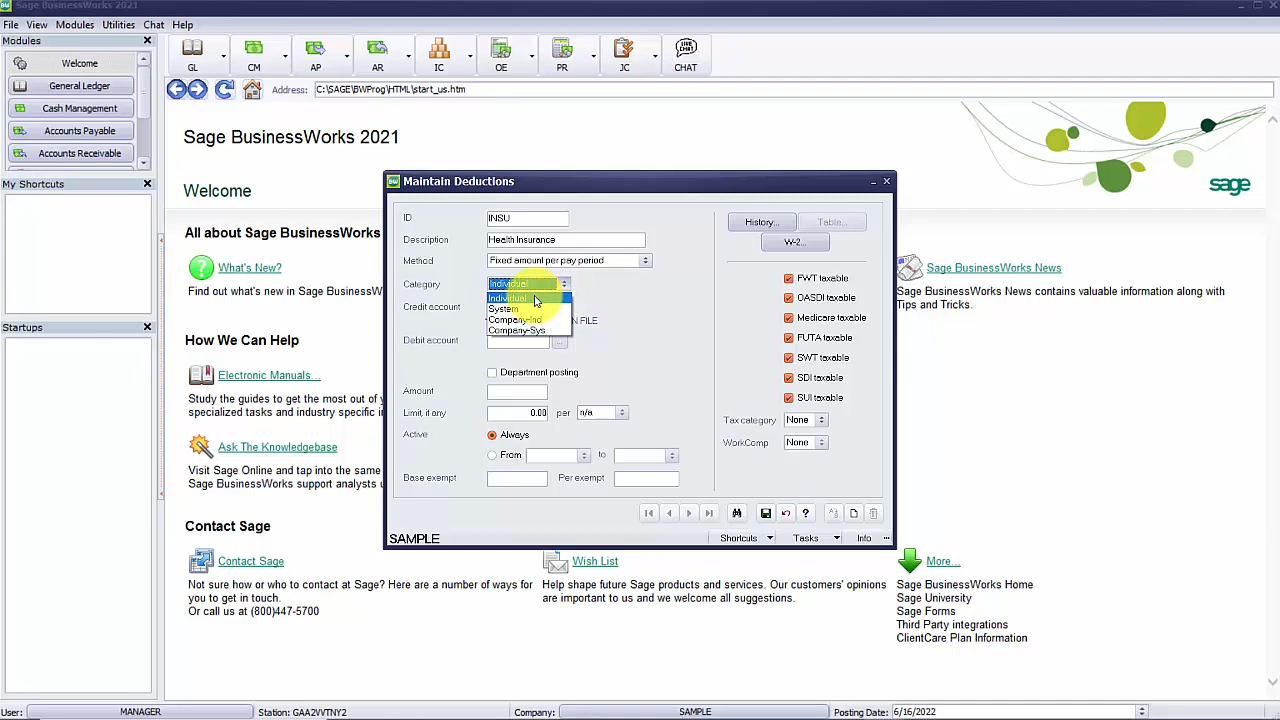 Sage BusinessWorks 2021
File View Modules Utilities Chat Help
Modules
GL CM AP AR IC OE PR JC CHAT
Welcome
General Ledger
Cash Management
Accounts Payable
Accounts Receivable
Address: C:\SAGE\BWProg\HTML\start_us.htm
Sage BusinessWorks 2021
sage
My Shortcuts
Welcome
All about Sage BusinessWorks
What's New?
Find out what's new in Sage
Sage BusinessWorks News
Sage BusinessWorks News contains valuable information along with
Tips and Tricks.
Startups
How We Can Help
Electronic Manuals...
Study the guides to get the most out of yo
specialized tasks and industry specific in
Ask The Knowledgebase
Visit Sage Online and tap into the same
Sage BusinessWorks support analysts u
Contact Sage
Contact Sage
Not sure how or who to contact at Sage? Here are a number of ways for
you to get in touch.
Or call us at (800)447-5700
Wish List
Help shape future Sage products and services. Our customers' opinions
are important to us and we welcome all suggestions.
More...
Sage BusinessWorks Home
Sage University
Sage Forms
Third Party integrations
ClientCare Plan Information
BW Maintain Deductions
ID INSU
Description Health Insurance
Method Fixed amount per pay period
Category Individual
Individual
System
Company-Ind
Company-Sys
Credit account
N FILE
Debit account
Department posting
Amount
Limit, if any 0.00 per n/a
Active Always
From to
Base exempt Per exempt
History... Table...
W-2...
FWT taxable
OASDI taxable
Medicare taxable
FUTA taxable
SWT taxable
SDI taxable
SUI taxable
Tax category None
WorkComp None
SAMPLE Shortcuts Tasks Info
User: MANAGER Station: GAA2VVTNY2 Company: SAMPLE Posting Date: 6/16/2022